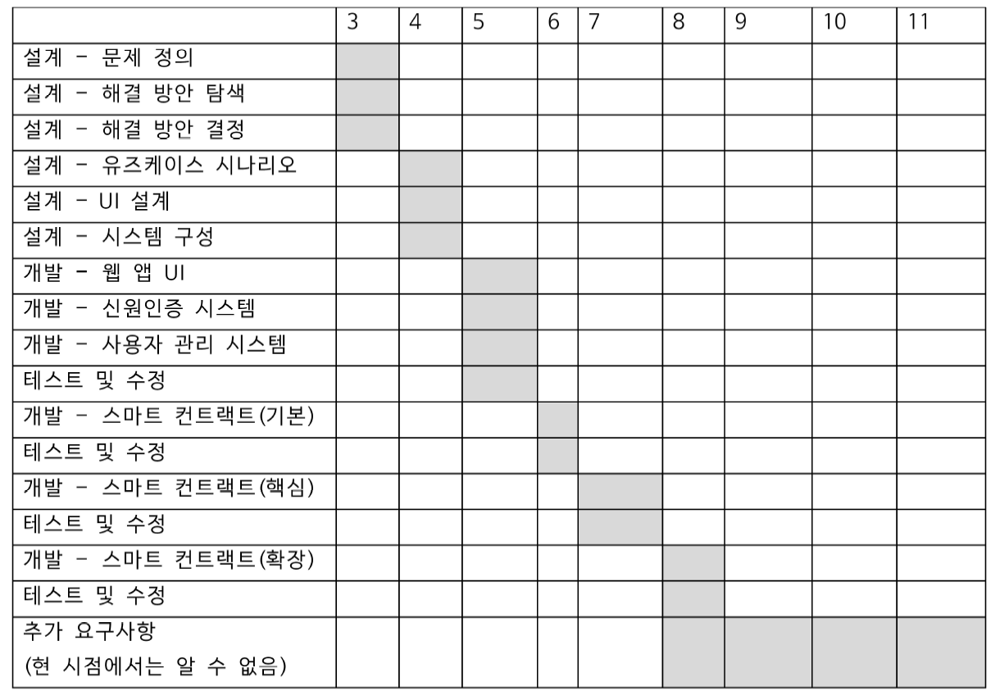 3 4 5 6 7 8 9 10 11
설계 - 문제 정의
설계 - 해결 방안 탐색
설계 - 해결 방안 결정
설계 - 유즈케이스 시나리오
설계 - UI 설계
설계 - 시스템 구성
개발 - 웹 앱 UI
개발 - 신원인증 시스템
개발 - 사용자 관리 시스템
테스트 및 수정
개발 - 스마트 컨트랙트(기본)
테스트 및 수정
개발 - 스마트 컨트랙트(핵심)
테스트 및 수정
개발 - 스마트 컨트랙트(확장)
테스트 및 수정
추가 요구사항
(현 시점에서는 알 수 없음)